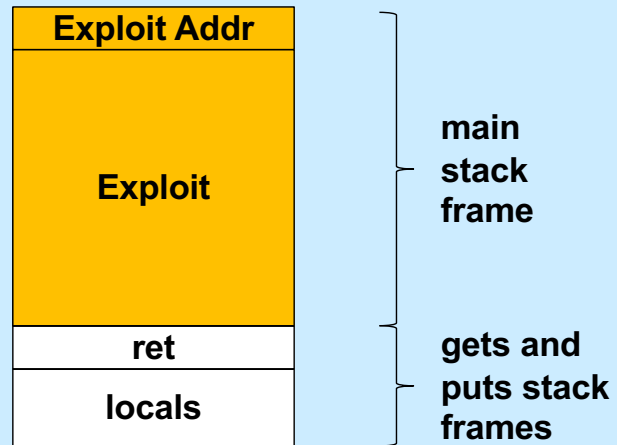 Exploit Addr
Exploit
main
stack
frame
ret
locals
gets and
puts stack
frames